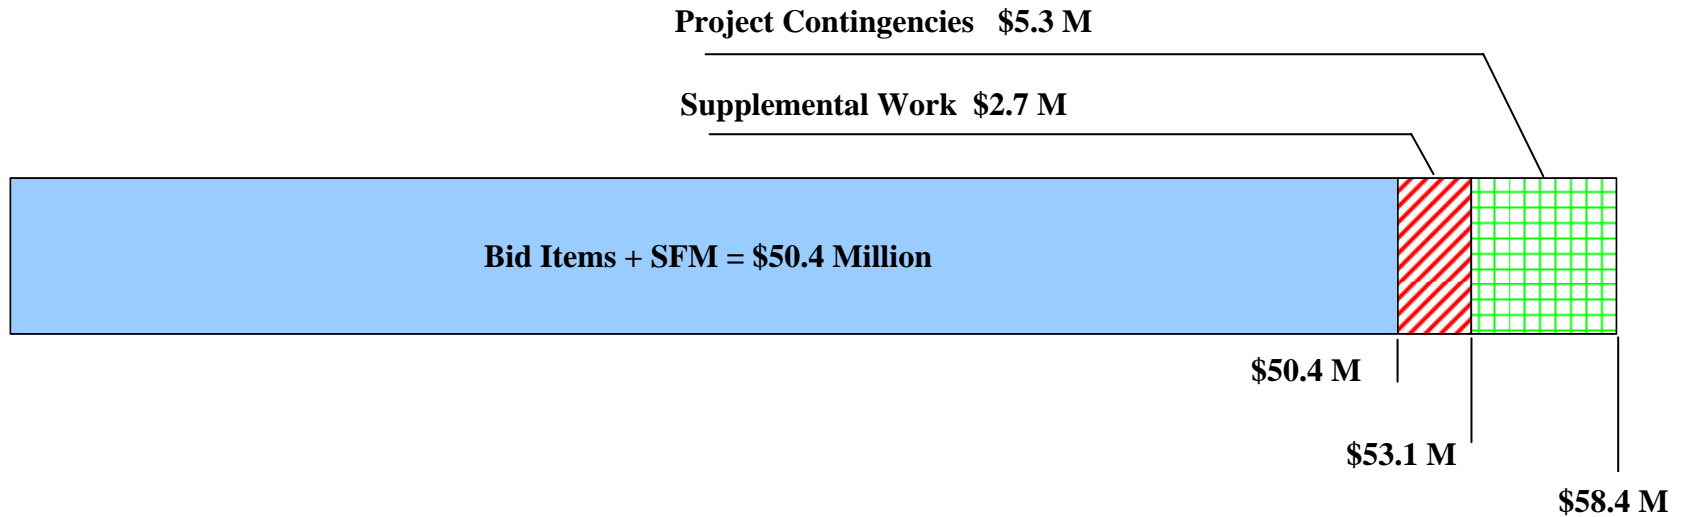 Project Contingencies $5.3 M
Supplemental Work $2.7 M
Bid Items + SFM = $50.4 Million
$50.4 M
$53.1 M
$58.4 M